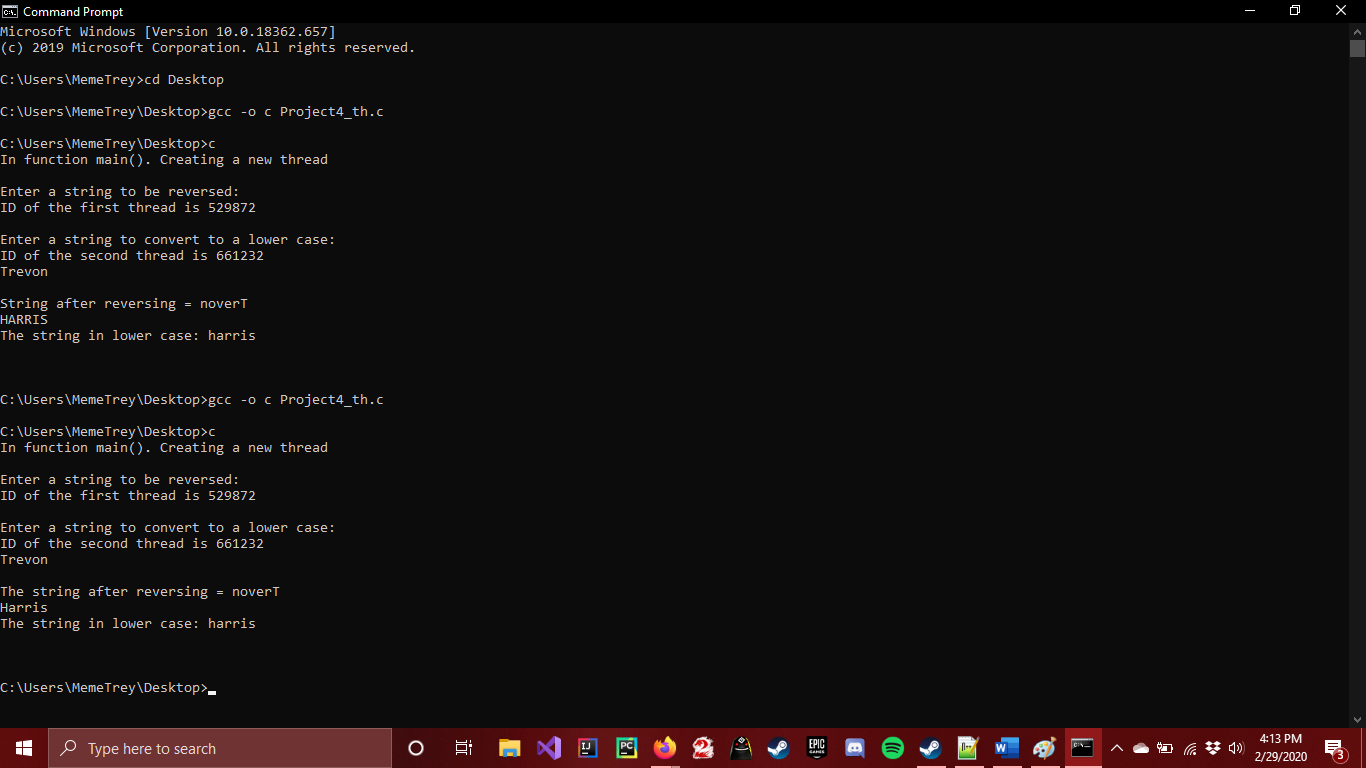 Command Prompt
Microsoft Windows [Version 10.0.18362.657]
(c) 2019 Microsoft Corporation. All rights reserved.
C:\Users\MemeTrey>cd Desktop
C:\Users\MemeTrey\Desktop>gcc -o c Project4_th.c
C:\Users\MemeTrey\Desktop>c
In function main(). Creating a new thread
Enter a string to be reversed:
ID of the first thread is 529872
Enter a string to convert to a lower case:
ID of the second thread is 661232
Trevon
String after reversing = noverT
HARRIS
The string in lower case: harris
C:\Users\MemeTrey\Desktop>gcc -o c Project4_th.c
C:\Users\MemeTrey\Desktop>c
In function main(). Creating a new thread
Enter a string to be reversed:
ID of the first thread is 529872
Enter a string to convert to a lower case:
ID of the second thread is 661232
Trevon
The string after reversing = noverT
Harris
The string in lower case: harris
C:\Users\MemeTrey\Desktop>
Type here to search
IJ
PC
EPIC GAMES
W
4:13 PM
2/29/2020
3